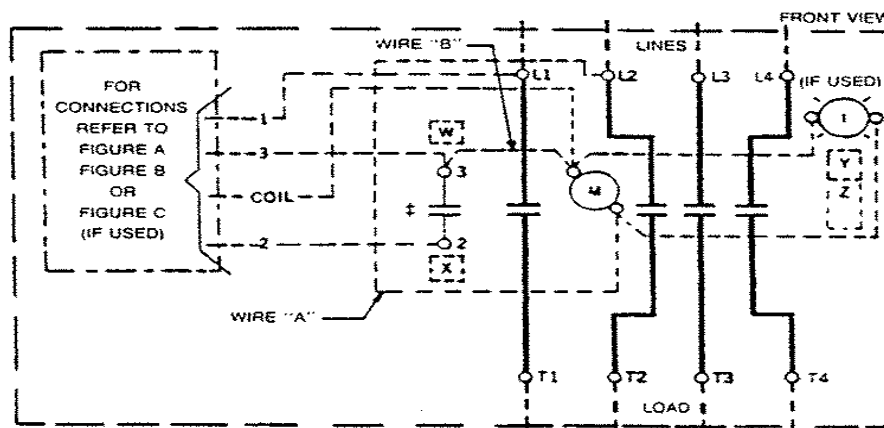 FRONT VIEW
WIRE "B"
LINES
L1
L2
L3
L4
(IF USED)
FOR
CONNECTIONS
REFER TO
FIGURE A
FIGURE B
OR
FIGURE C
(IF USED)
1
3
COIL
2
W
3
‡
2
X
M
I
Y
Z
WIRE "A"
T1
T2
T3
T4
LOAD